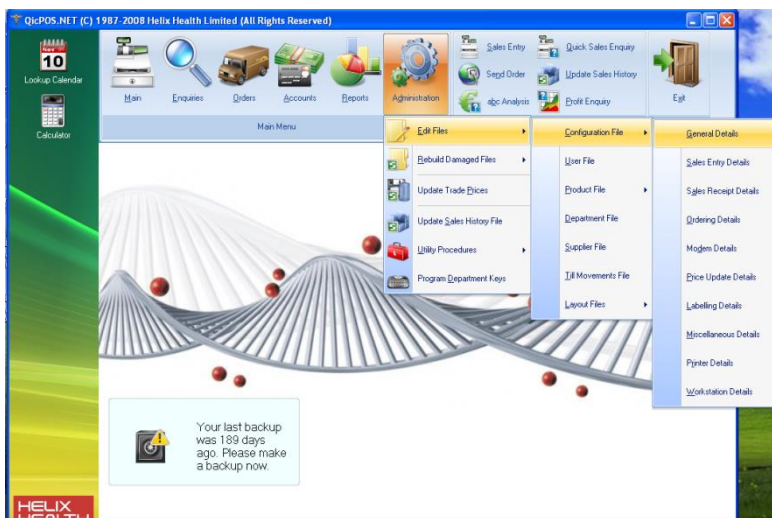 QicPOS.NET (C) 1987-2008 Helix Health Limited (All Rights Reserved)
Nov
10
Lookup Calendar
Calculator
Main
Enquiries
Orders
Accounts
Reports
Administration
Sales Entry
Send Order
abc Analysis
Quick Sales Enquiry
Update Sales History
Profit Enquiry
Exit
Main Menu
Edit Files
Rebuild Damaged Files
Update Trade Prices
Update Sales History File
Utility Procedures
Program Department Keys
Configuration File
User File
Product File
Department File
Supplier File
Till Movements File
Layout Files
General Details
Sales Entry Details
Sales Receipt Details
Ordering Details
Modem Details
Price Update Details
Labelling Details
Miscellaneous Details
Printer Details
Workstation Details
Your last backup
was 189 days
ago. Please make
a backup now.
HELIX
HEALTH